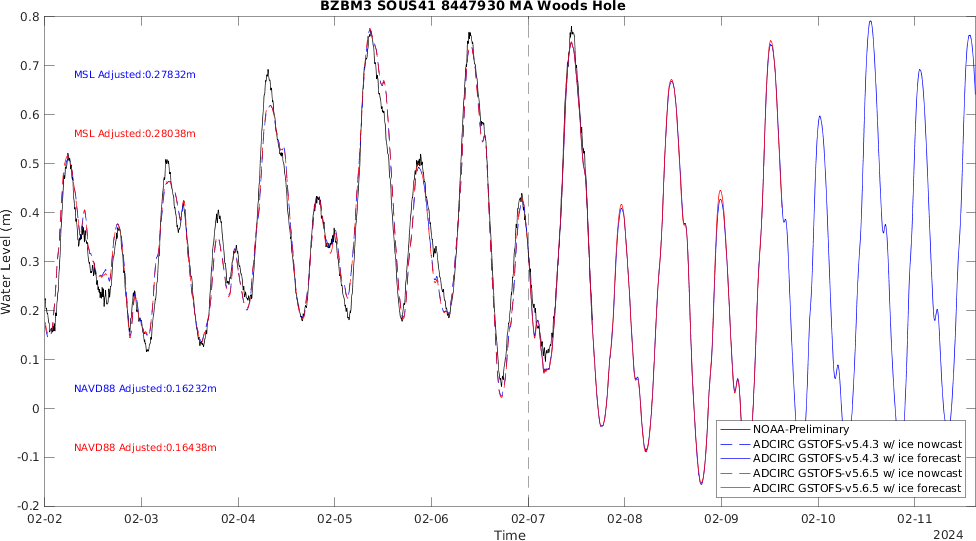 BZBM3 SOUS41 8447930 MA Woods Hole
0.8
0.7
0.6
0.5
0.4
0.3
0.2
0.1
0
-0.1
-0.2
Water Level (m)
MSL Adjusted:0.27832m
MSL Adjusted:0.28038m
NAVD88 Adjusted:0.16232m
NAVD88 Adjusted:0.16438m
NOAA-Preliminary
ADCIRC GSTOFS-v5.4.3 w/ ice nowcast
ADCIRC GSTOFS-v5.4.3 w/ ice forecast
ADCIRC GSTOFS-v5.6.5 w/ ice nowcast
ADCIRC GSTOFS-v5.6.5 w/ ice forecast
02-02 02-03 02-04 02-05 02-06 02-07 02-08 02-09 02-10 02-11
Time
2024